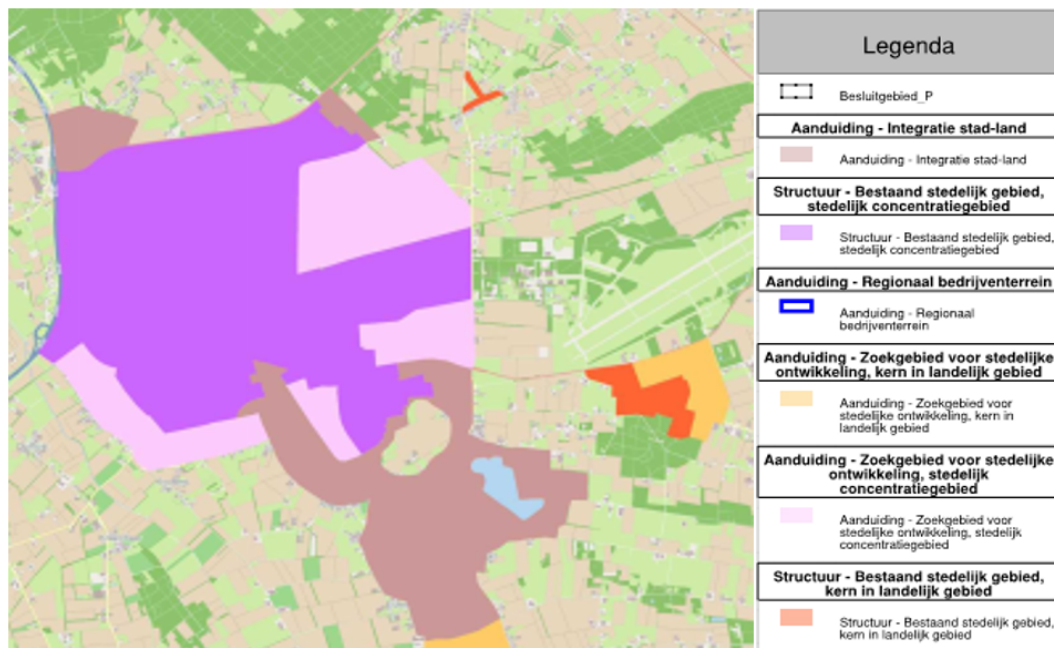 Legenda
Besluitgebied_P
Aanduiding - Integratie stad-land
Aanduiding - Integratie stad-land
Structuur - Bestaand stedelijk gebied,
stedelijk concentratiegebied
Structuur - Bestaand stedelijk gebied,
stedelijk concentratiegebied
Aanduiding - Regionaal bedrijventerrein
Aanduiding - Regionaal
bedrijventerrein
Aanduiding - Zoekgebied voor stedelijke
ontwikkeling, kern in landelijk gebied
Aanduiding - Zoekgebied voor
stedelijke ontwikkeling, kern in
landelijk gebied
Aanduiding - Zoekgebied voor stedelijke
ontwikkeling, stedelijk
concentratiegebied
Aanduiding - Zoekgebied voor
stedelijke ontwikkeling, stedelijk
concentratiegebied
Structuur - Bestaand stedelijk gebied,
kern in landelijk gebied
Structuur - Bestaand stedelijk gebied,
kern in landelijk gebied